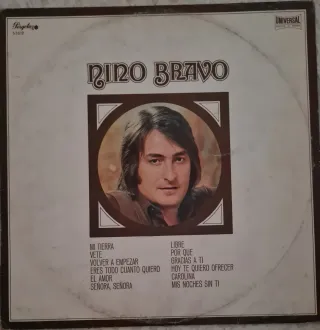 Pergola
UNIVERSAL
NINO BRAVO
MI TIERRA
VETE
VOLVER A EMPEZAR
ERES TODO CUANTO QUIERO
EL AMOR
SEÑORA, SEÑORA
LIBRE
POR QUE
GRACIAS A TI
HOY TE QUIERO OFRECER
CAROLINA
MIS NOCHES SIN TI